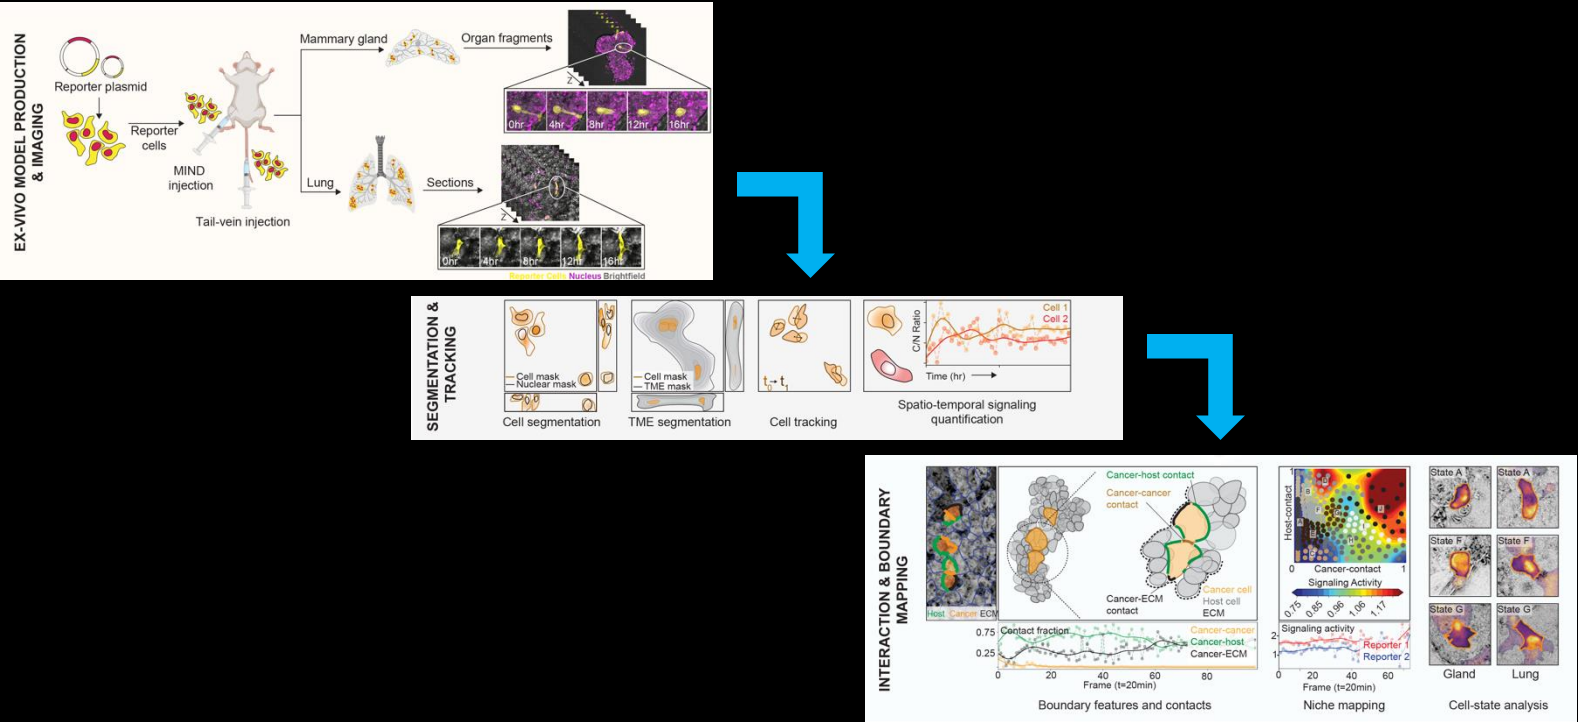 EX-VIVO MODEL PRODUCTION
& IMAGING
Reporter plasmid
Reporter
cells
MIND
injection
Tail-vein injection
Mammary gland
Organ fragments
Z
0hr 4hr 8hr 12hr 16hr
Lung
Sections
Z
0hr 4hr 8hr 12hr 16hr
Reporter Cells Nucleus Brightfield
SEGMENTATION &
TRACKING
Cell mask
Nuclear mask
Cell segmentation
Cell mask
TME mask
TME segmentation
t0 → t1
Cell tracking
C/N Ratio
Cell 1
Cell 2
Time (hr)
Spatio-temporal signaling
quantification
INTERACTION & BOUNDARY
MAPPING
Host Cancer ECM
Cancer-host contact
Cancer-cancer
contact
Cancer-ECM
contact
Cancer cell
Host cell
ECM
0.75
0.25
Contact fraction
Cancer-cancer
Cancer-host
Cancer-ECM
0 20 40 60 80
Frame (t=20min)
Boundary features and contacts
Host-contact
1
0
Cancer-contact
1
A
B
F
J
H
Signaling Activity
0.75 0.85 0.96 1.06 1.17
Signaling activity
2
1
Reporter 1
Reporter 2
0 20 40 60
Frame (t=20min)
Niche mapping
State A
State A
State F
State F
State G
State G
Gland
Lung
Cell-state analysis